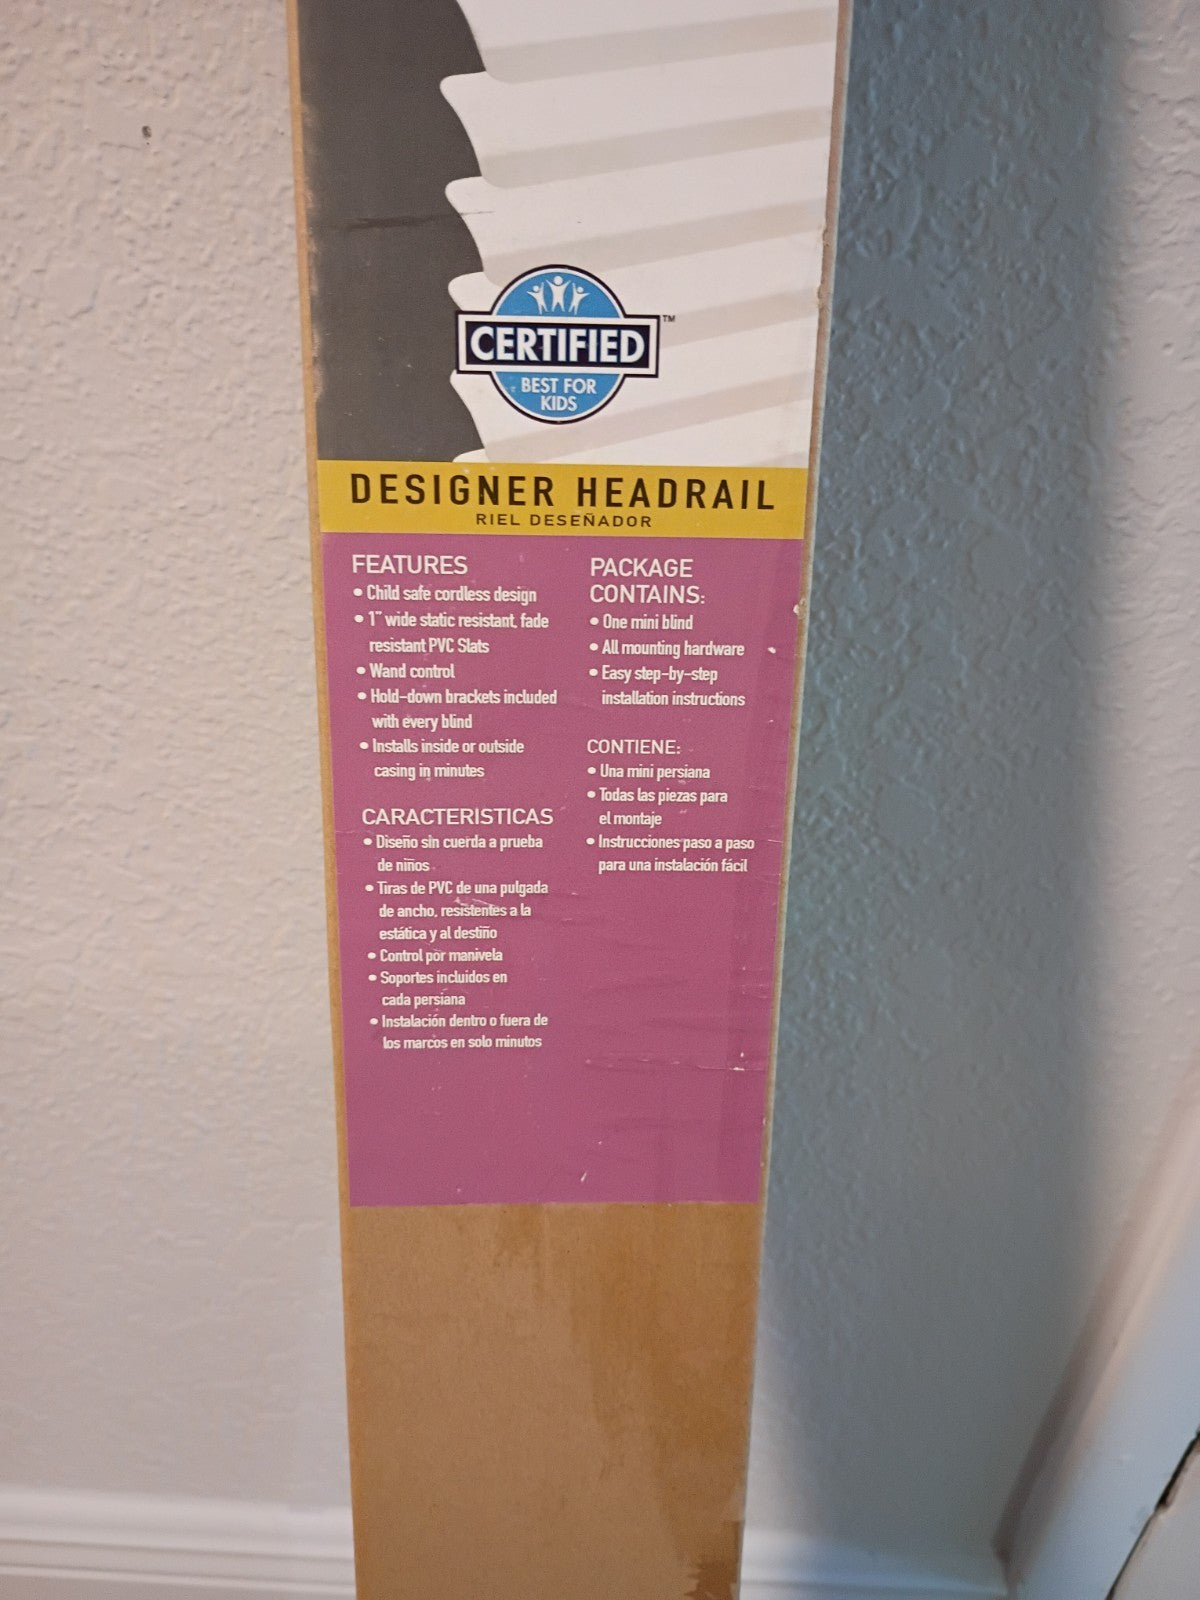 CERTIFIED
TM
BEST FOR
KIDS
DESIGNER HEADRAIL
RIEL DESEÑADOR
FEATURES
• Child safe cordless design
• 1" wide static resistant, fade
resistant PVC Slats
• Wand control
• Hold-down brackets included
with every blind
• Installs inside or outside
casing in minutes
CARACTERISTICAS
• Diseño sin cuerda a prueba
de niños
• Tiras de PVC de una pulgada
de ancho, resistentes a la
estática y al destiño
• Control por manivela
• Soportes incluidos en
cada persiana
• Instalación dentro o fuera de
los marcos en solo minutos
PACKAGE
CONTAINS:
• One mini blind
• All mounting hardware
• Easy step-by-step
installation instructions
CONTIENE:
• Una mini persiana
• Todas las piezas para
el montaje
• Instrucciones paso a paso
para una instalación fácil